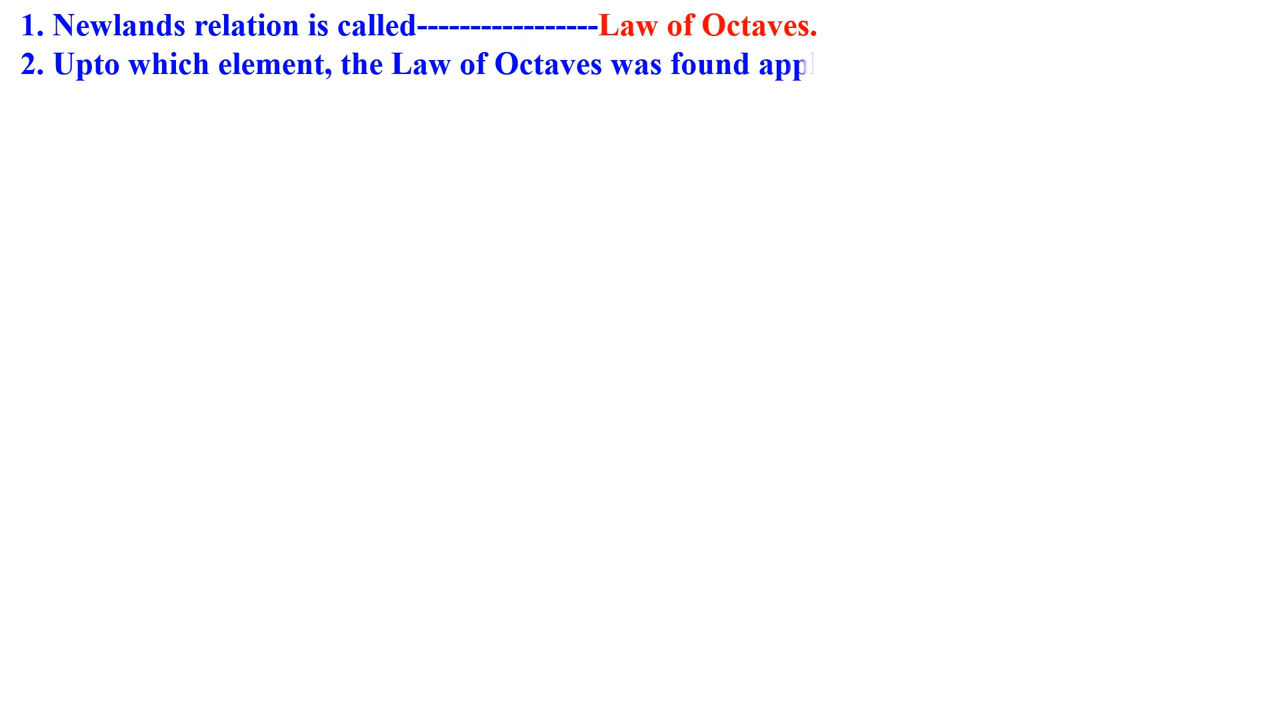 1. Newlands relation is called-----------------Law of Octaves.
2. Upto which element, the Law of Octaves was found